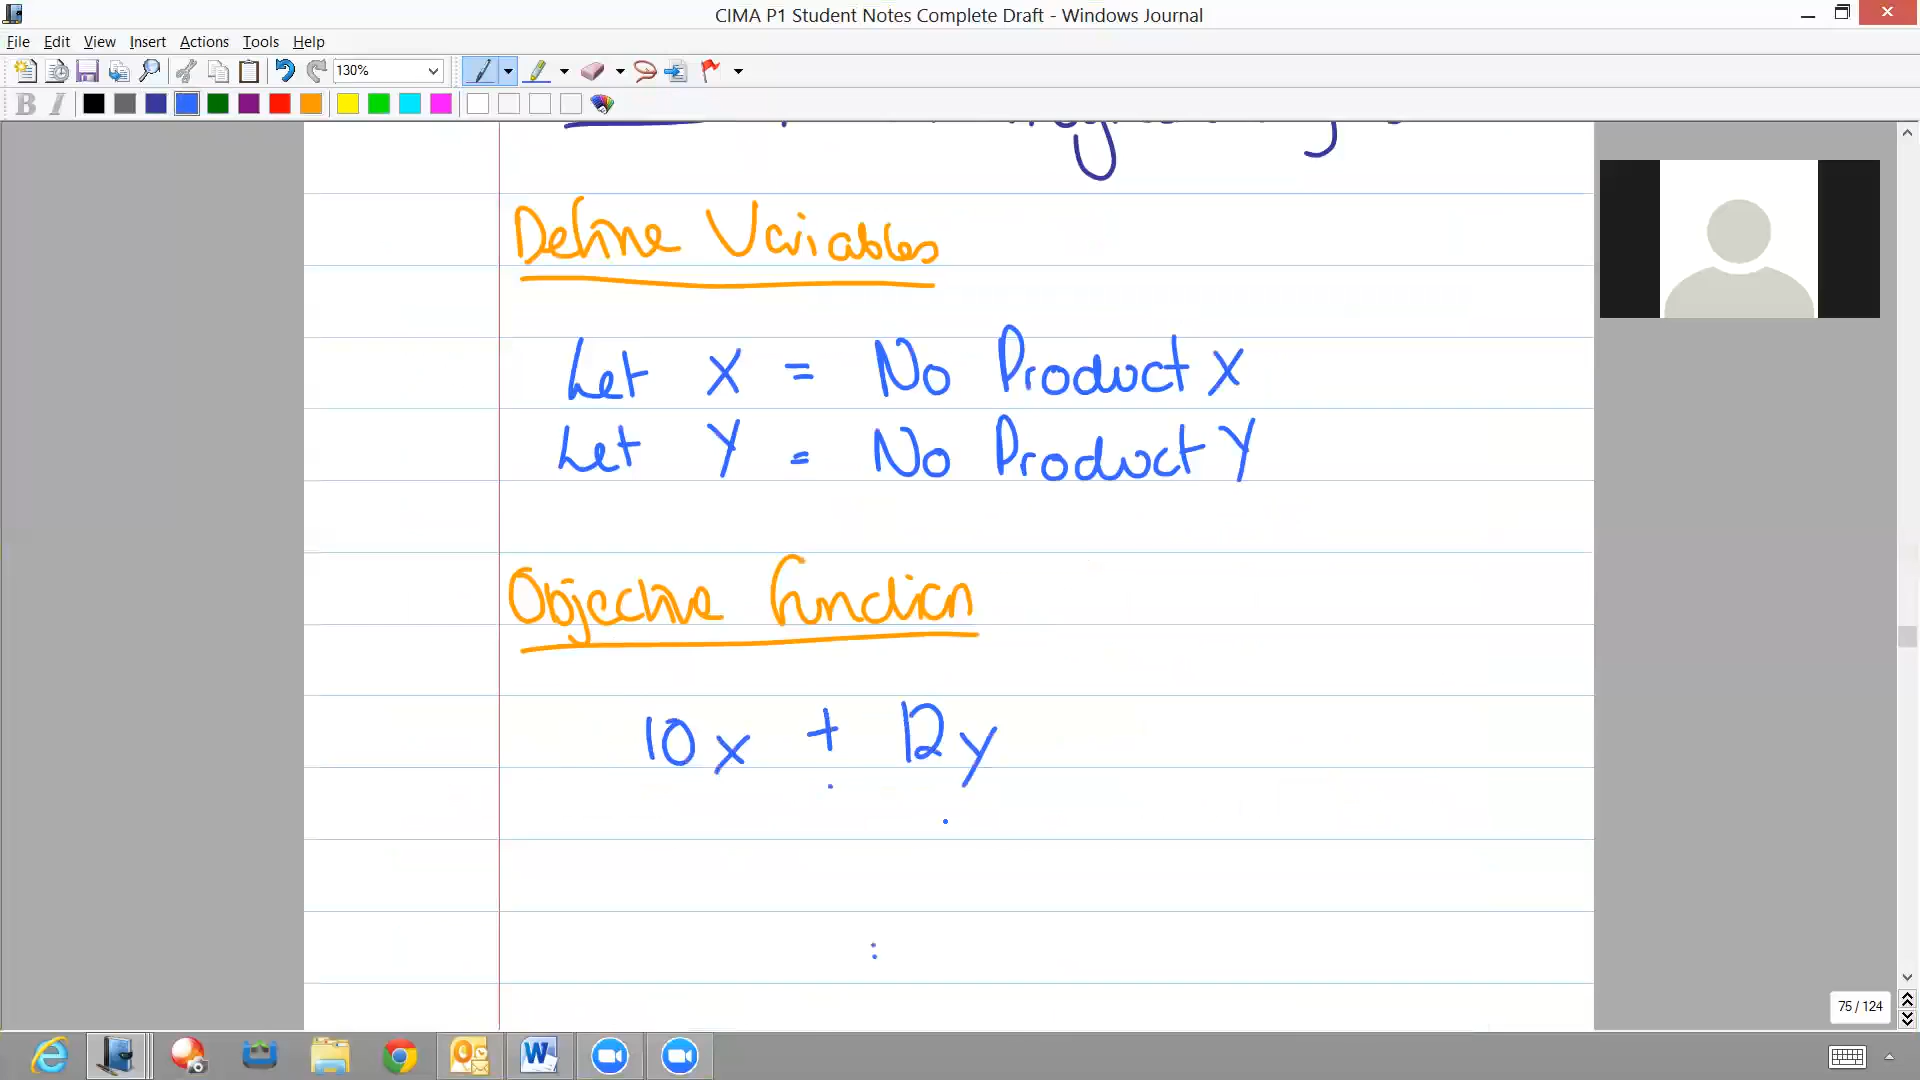 CIMA P1 Student Notes Complete Draft - Windows Journal
File Edit View Insert Actions Tools Help
130%
B I
Define Variables
Let X = No Product X
Let Y = No Product Y
Objective Function
10x + 12y
75 / 124